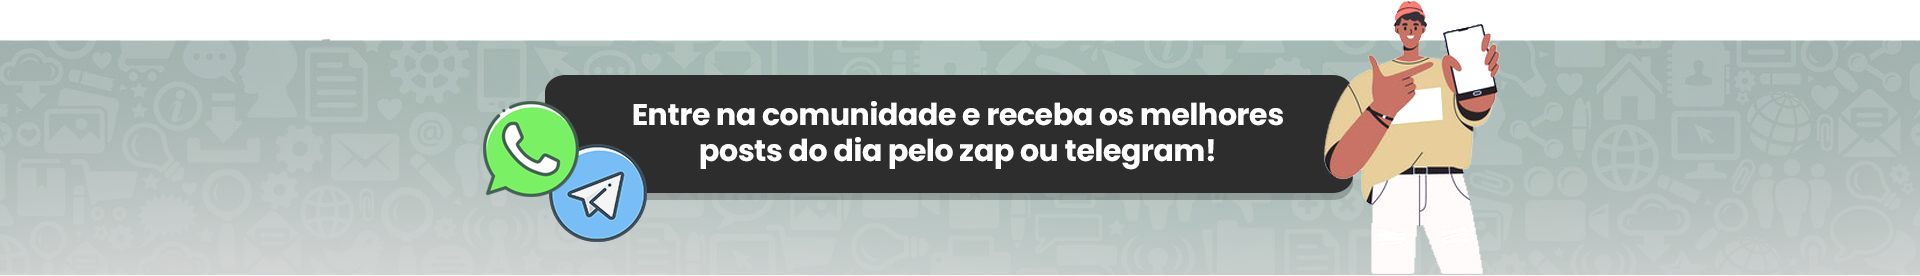 Entre na comunidade e receba os melhores
posts do dia pelo zap ou telegram!